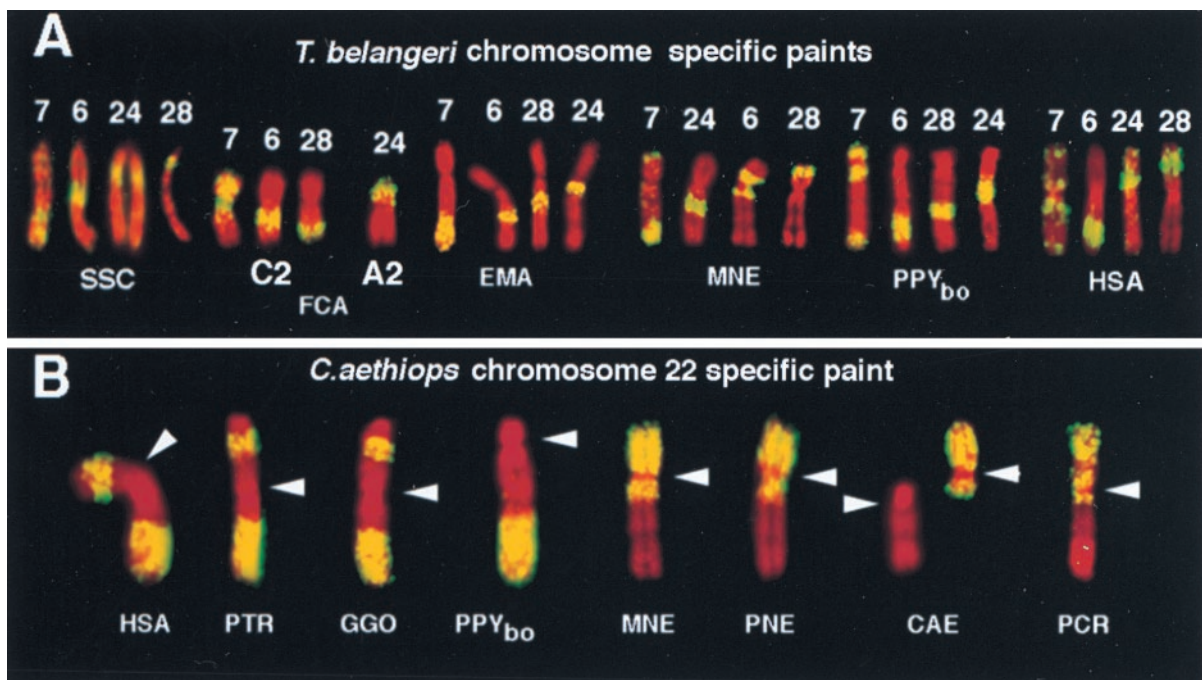 A
T. belangeri chromosome specific paints
7 6 24 28 7 6 28 24 7 6 28 24 7 24 6 28 7 6 28 24 7 6 24 28
SSC C2 A2 EMA MNE PPYbo HSA
FCA
B
C.aethiops chromosome 22 specific paint
HSA PTR GGO PPYbo MNE PNE CAE PCR